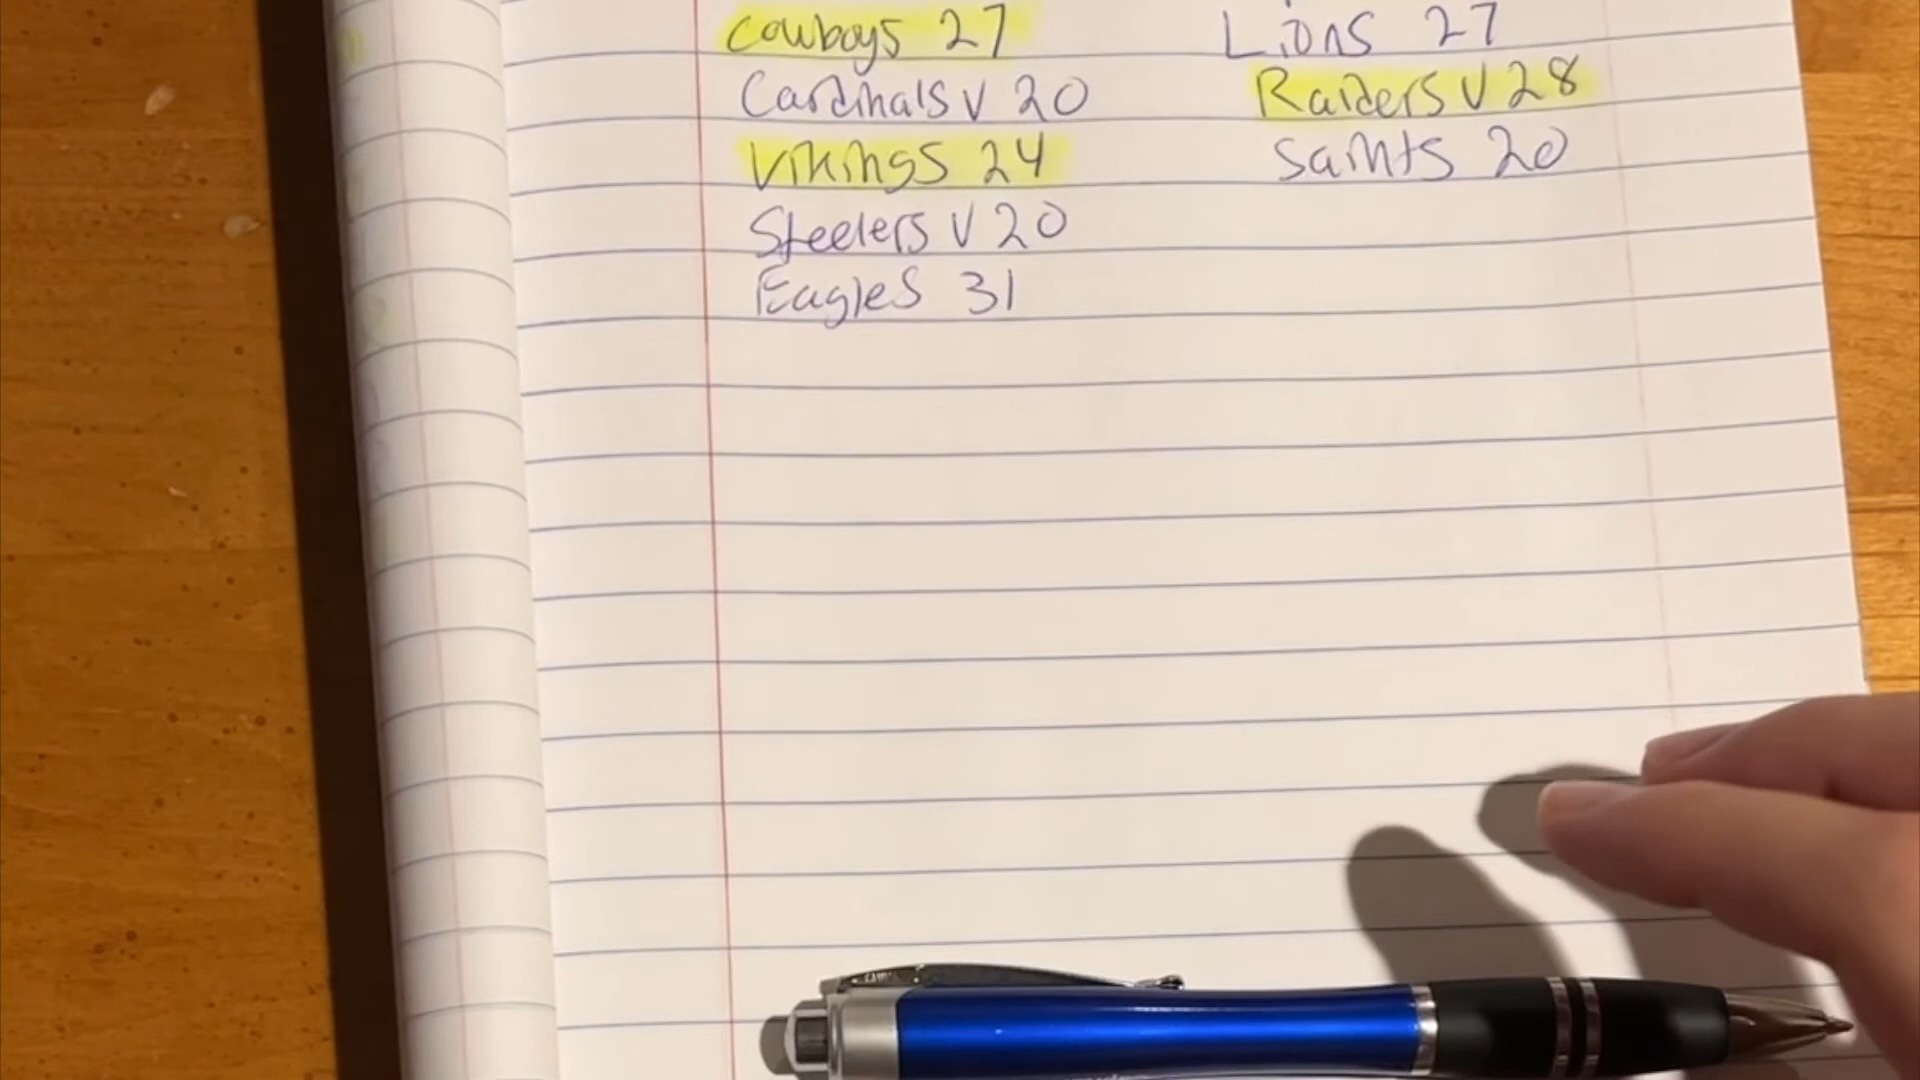 Cowboys 27 Lions 27
Cardinals V 20 Raiders V 28
Vikings 24 Saints 20
Steelers V 20
Eagles 31